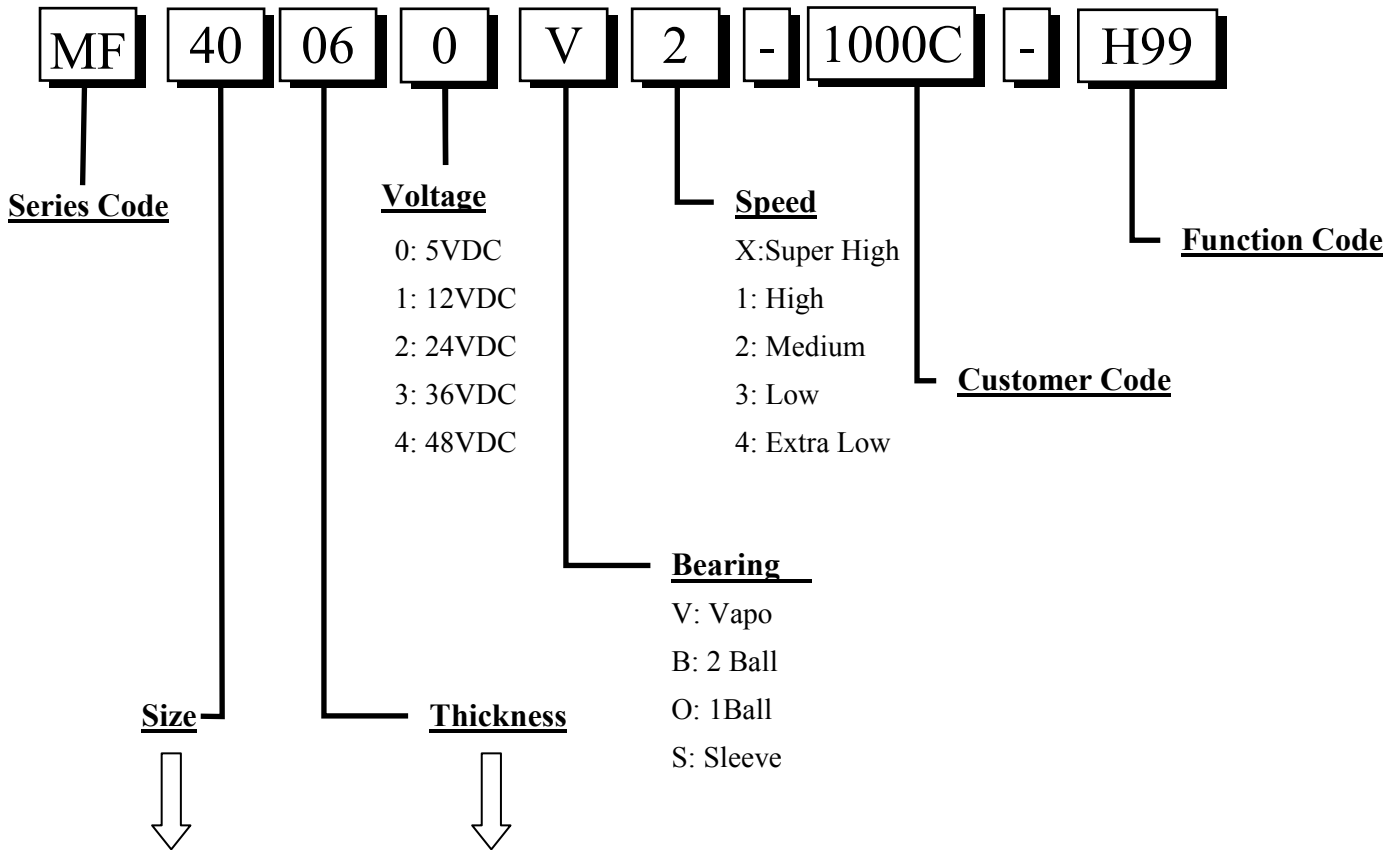 MF 40 06 0 V 2 - 1000C - H99
Series Code
Voltage
0: 5VDC
1: 12VDC
2: 24VDC
3: 36VDC
4: 48VDC
Speed
X:Super High
1: High
2: Medium
3: Low
4: Extra Low
Function Code
Customer Code
Bearing
V: Vapo
B: 2 Ball
O: 1Ball
S: Sleeve
Size
Thickness